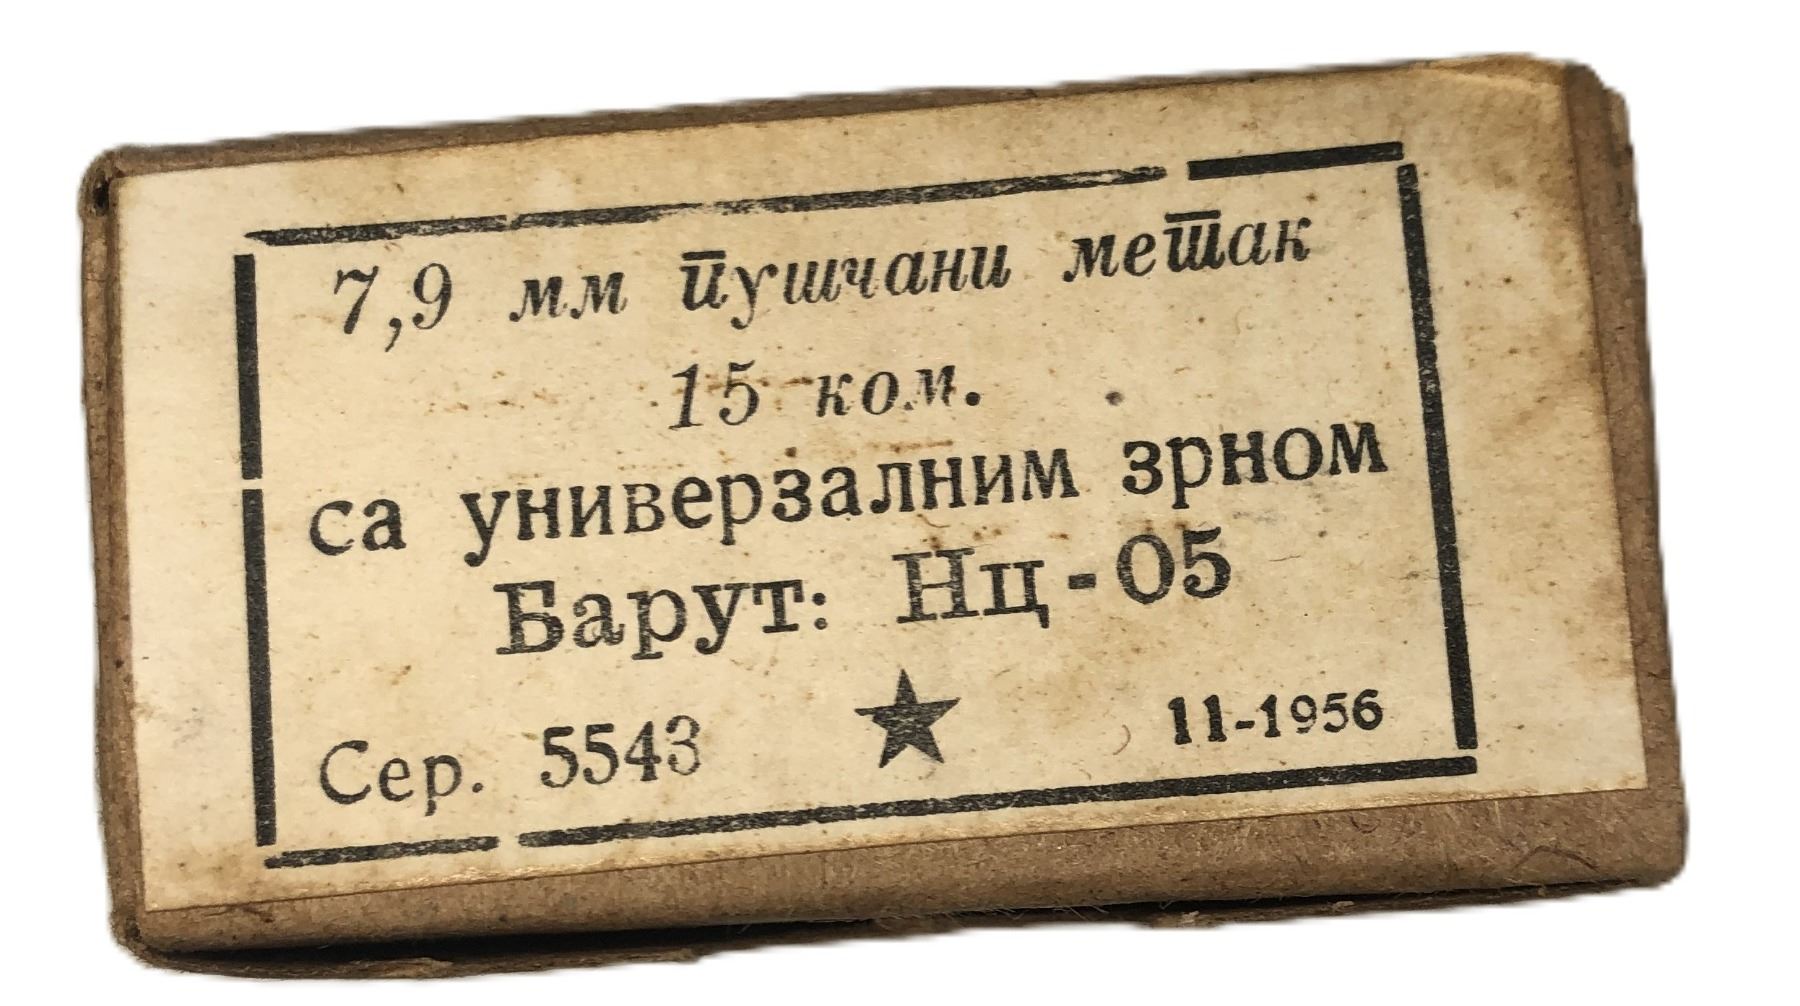 7,9 мм пушчани метак
15 ком.
са универзалним зрном
Барут: Нц-05
Сер. 5543 ★ 11-1956